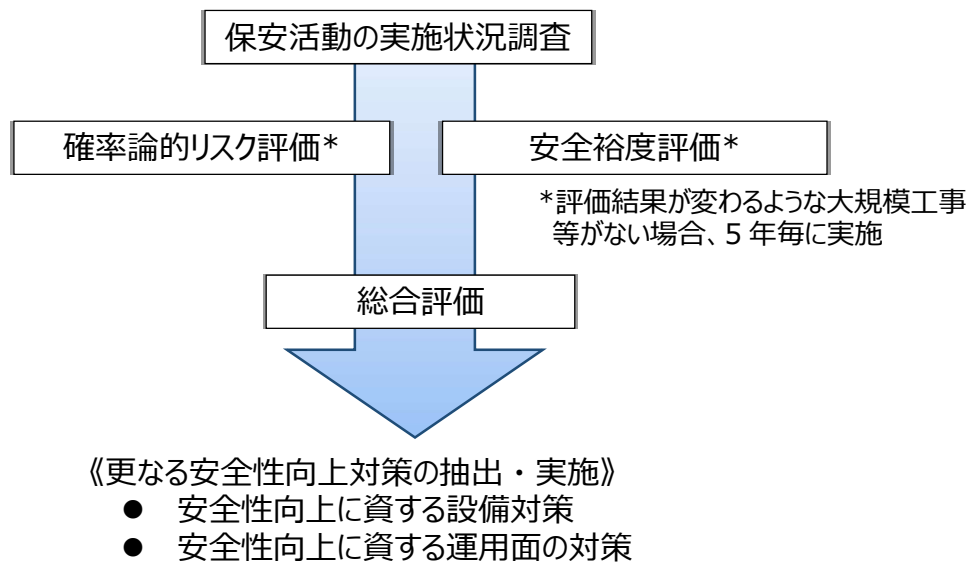 保安活動の実施状況調査
確率論的リスク評価*
安全裕度評価*
*評価結果が変わるような大規模工事
等がない場合、5年毎に実施
総合評価
《更なる安全性向上対策の抽出・実施》
● 安全性向上に資する設備対策
● 安全性向上に資する運用面の対策